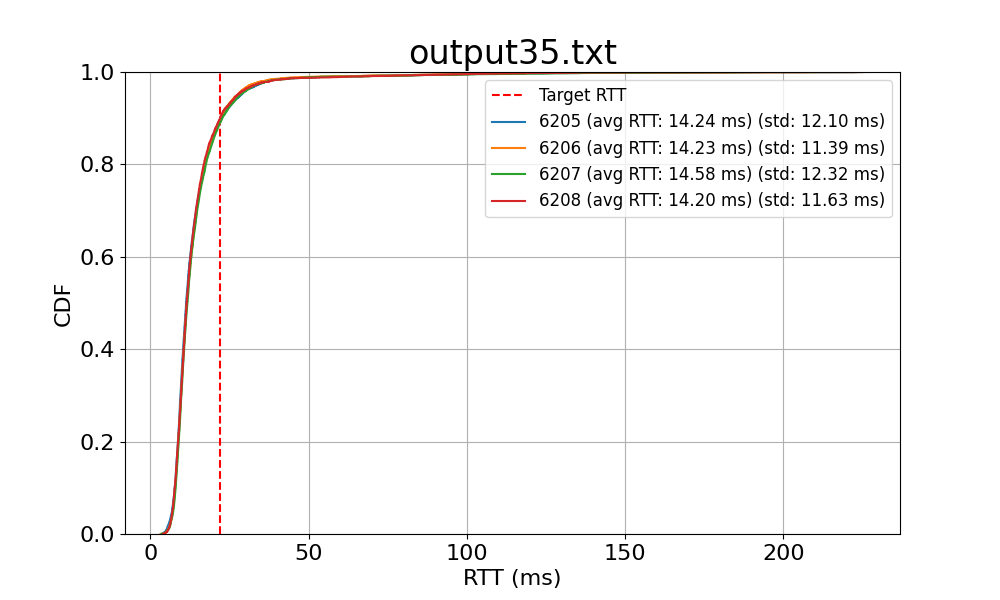 output35.txt
1.0
0.8
0.6
0.4
0.2
0.0
CDF
Target RTT
6205 (avg RTT: 14.24 ms) (std: 12.10 ms)
6206 (avg RTT: 14.23 ms) (std: 11.39 ms)
6207 (avg RTT: 14.58 ms) (std: 12.32 ms)
6208 (avg RTT: 14.20 ms) (std: 11.63 ms)
0 50 100 150 200
RTT (ms)